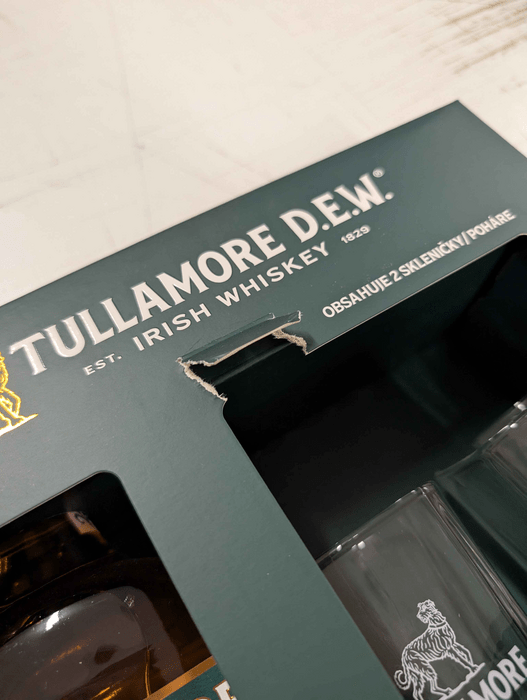 TULLAMORE D.E.W.®
EST. IRISH WHISKEY 1829
OBSAHUJE 2 SKLENIČKY/POHÁRE